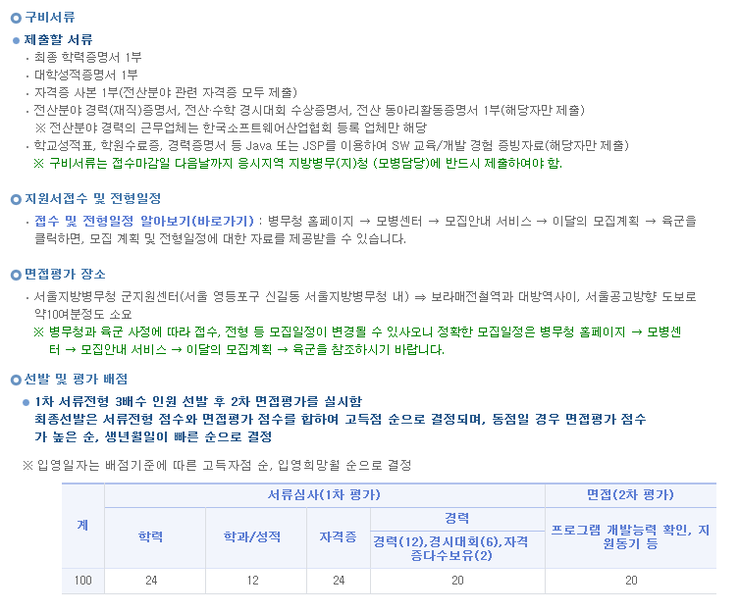 구비서류
제출할 서류
· 최종 학력증명서 1부
· 대학성적증명서 1부
· 자격증 사본 1부(전산분야 관련 자격증 모두 제출)
· 전산분야 경력(재직)증명서, 전산·수학 경시대회 수상증명서, 전산 동아리활동증명서 1부(해당자만 제출)
※ 전산분야 경력의 근무업체는 한국소프트웨어산업협회 등록 업체만 해당
· 학교성적표, 학원수료증, 경력증명서 등 Java 또는 JSP를 이용하여 SW 교육/개발 경험 증빙자료(해당자만 제출)
※ 구비서류는 접수마감일 다음날까지 응시지역 지방병무(지)청 (모병담당)에 반드시 제출하여야 함.
지원서접수 및 전형일정
· 접수 및 전형일정 알아보기(바로가기) : 병무청 홈페이지 → 모병센터 → 모집안내 서비스 → 이달의 모집계획 → 육군을
클릭하면, 모집 계획 및 전형일정에 대한 자료를 제공받을 수 있습니다.
면접평가 장소
· 서울지방병무청 군지원센터(서울 영등포구 신길동 서울지방병무청 내) ⇒ 보라매전철역과 대방역사이, 서울공고방향 도보로
약10여분정도 소요
※ 병무청과 육군 사정에 따라 접수, 전형 등 모집일정이 변경될 수 있사오니 정확한 모집일정은 병무청 홈페이지 → 모병센
터 → 모집안내 서비스 → 이달의 모집계획 → 육군을 참조하시기 바랍니다.
선발 및 평가 배점
1차 서류전형 3배수 인원 선발 후 2차 면접평가를 실시함
최종선발은 서류전형 점수와 면접평가 점수를 합하여 고득점 순으로 결정되며, 동점일 경우 면접평가 점수
가 높은 순, 생년월일이 빠른 순으로 결정
※ 입영일자는 배점기준에 따른 고득자점 순, 입영희망월 순으로 결정
계 서류심사(1차 평가) 면접(2차 평가)
학력 학과/성적 자격증 경력 프로그램 개발능력 확인, 지
원동기 등
경력(12),경시대회(6),자격
증다수보유(2)
100 24 12 24 20 20